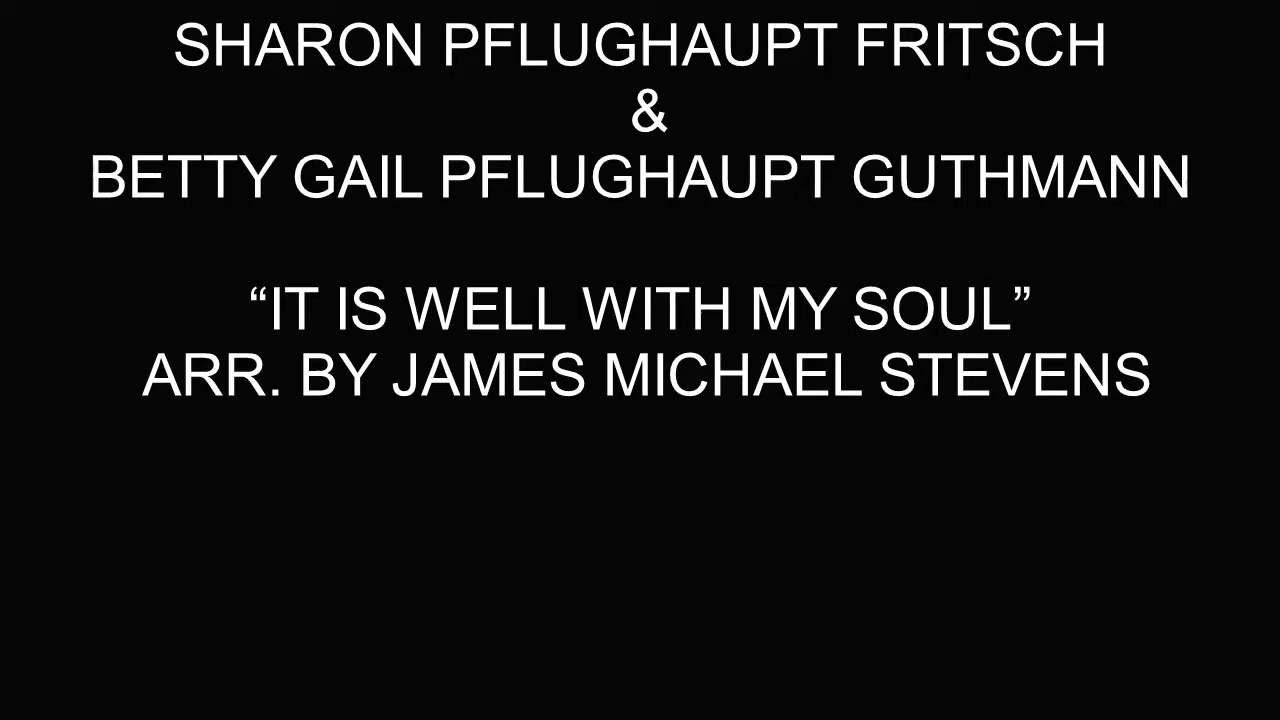 SHARON PFLUGHAUPT FRITSCH
&
BETTY GAIL PFLUGHAUPT GUTHMANN
“IT IS WELL WITH MY SOUL”
ARR. BY JAMES MICHAEL STEVENS